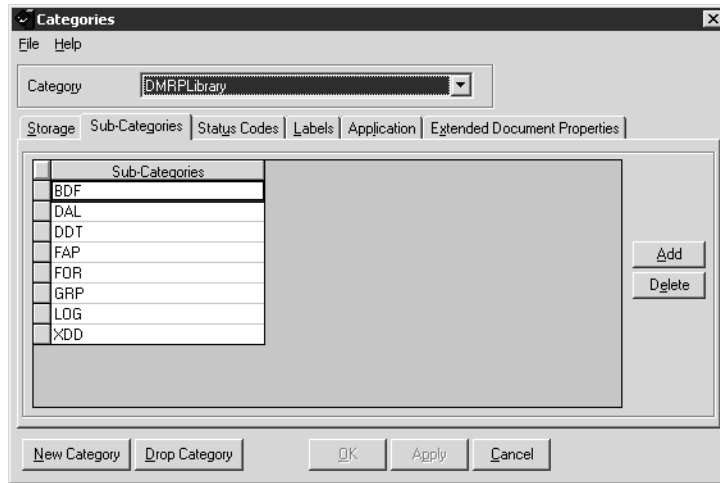 Categories
File Help
Category DMRPLibrary
Storage Sub-Categories Status Codes Labels Application Extended Document Properties
Sub-Categories
BDF
DAL
DDT
FAP
FOR
GRP
LOG
XDD
Add
Delete
New Category Drop Category OK Apply Cancel